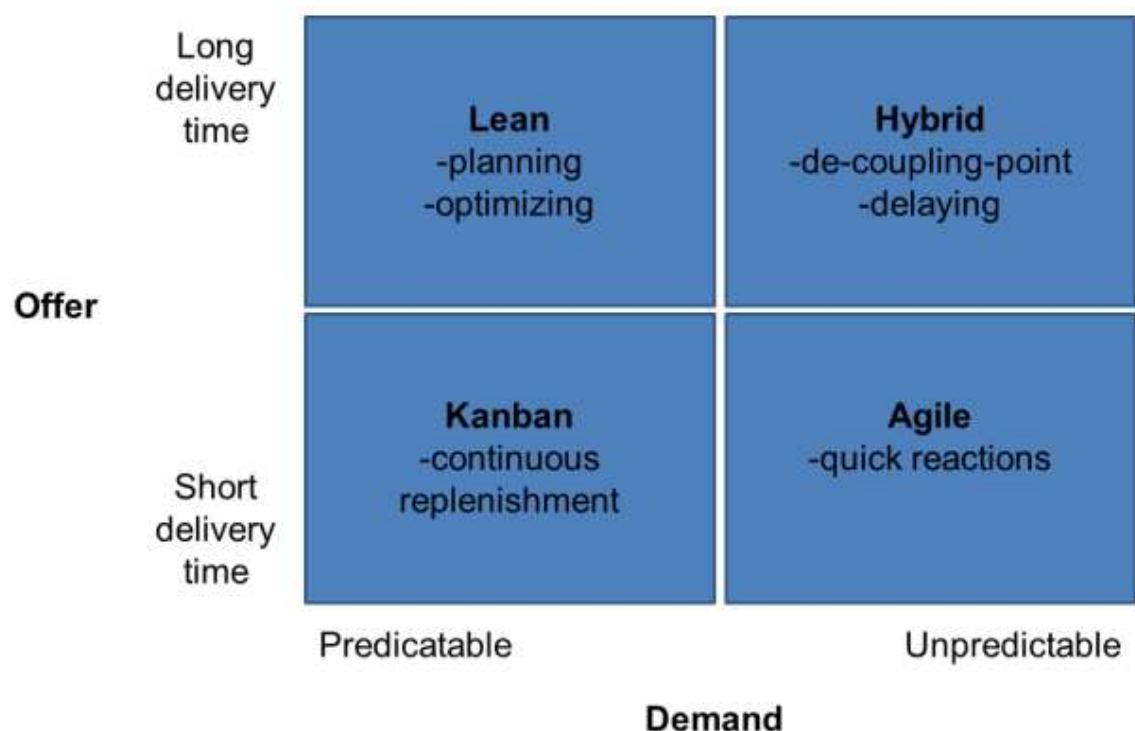 Long
delivery
time
Lean
-planning
-optimizing
Hybrid
-de-coupling-point
-delaying
Offer
Kanban
-continuous
replenishment
Agile
-quick reactions
Short
delivery
time
Predicatable
Unpredictable
Demand